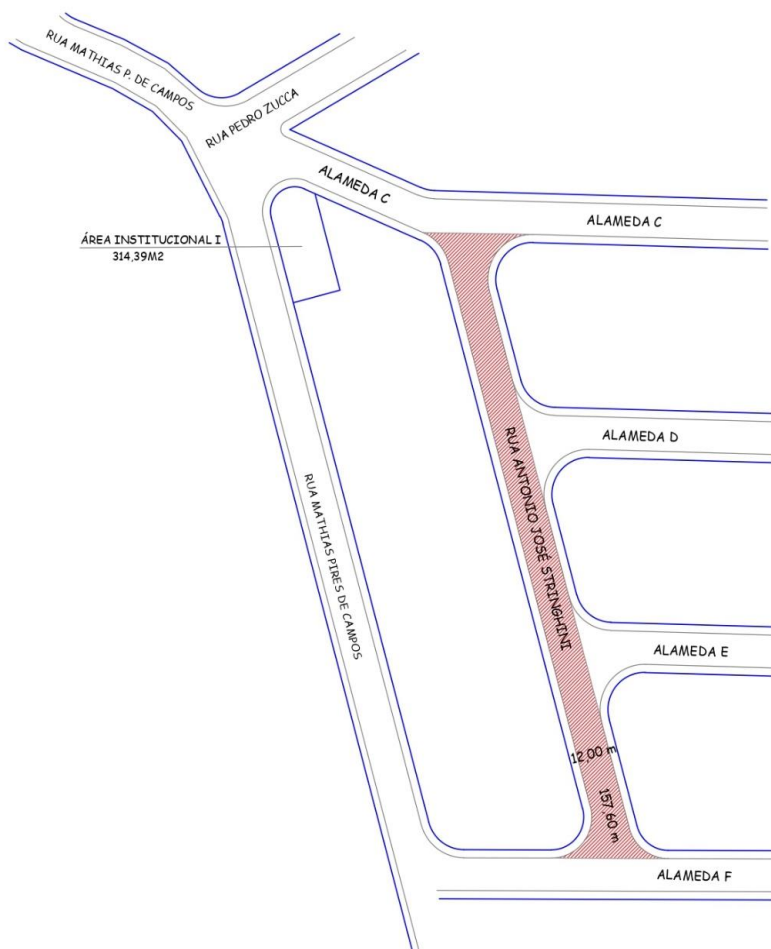 RUA MATHIAS P. DE CAMPOS
RUA PEDRO ZUCCA
ALAMEDA C
ALAMEDA C
ÁREA INSTITUCIONAL I
314,39M2
ALAMEDA D
RUA ANTONIO JOSÉ STRINGHINI
RUA MATHIAS PIRES DE CAMPOS
ALAMEDA E
12,00 m
157,60 m
ALAMEDA F